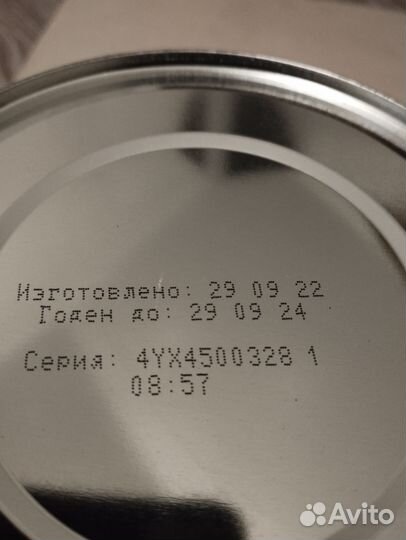 Изготовлено: 29 09 22
Годен до: 29 09 24
Серия: 4YX4500328 1
08:57
Avito